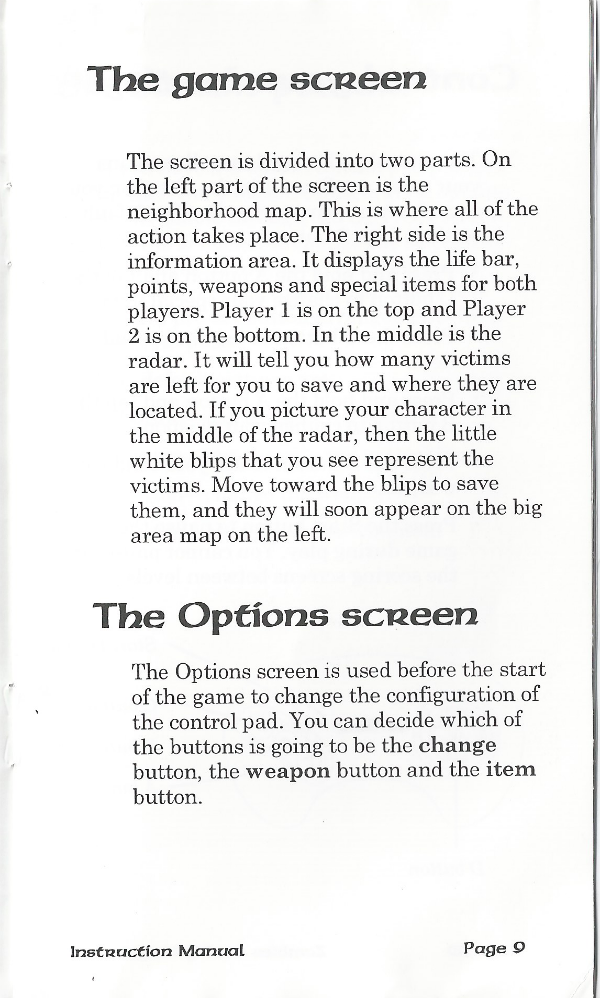 The game screen
The screen is divided into two parts. On
the left part of the screen is the
neighborhood map. This is where all of the
action takes place. The right side is the
information area. It displays the life bar,
points, weapons and special items for both
players. Player 1 is on the top and Player
2 is on the bottom. In the middle is the
radar. It will tell you how many victims
are left for you to save and where they are
located. If you picture your character in
the middle of the radar, then the little
white blips that you see represent the
victims. Move toward the blips to save
them, and they will soon appear on the big
area map on the left.
The Options screen
The Options screen is used before the start
of the game to change the configuration of
the control pad. You can decide which of
the buttons is going to be the change
button, the weapon button and the item
button.
Instruction Manual Page 9